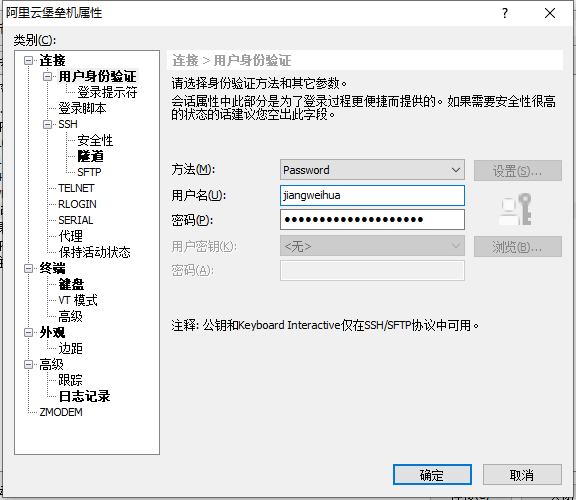 阿里云堡垒机属性
类别(C):
连接
用户身份验证
登录提示符
登录脚本
SSH
安全性
隧道
SFTP
TELNET
RLOGIN
SERIAL
代理
保持活动状态
终端
键盘
VT 模式
高级
外观
边距
高级
跟踪
日志记录
ZMODEM
连接 > 用户身份验证
请选择身份验证方法和其它参数。
会话属性中此部分是为了登录过程更便捷而提供的。如果需要安全性很高
的状态的话建议您空出此字段。
方法(M):
Password
设置(S)...
用户名(U):
jiangweihua
密码(P):
●●●●●●●●●●●●●●●●●●●●
用户密钥(K):
<无>
浏览(B)...
密码(A):
注释: 公钥和Keyboard Interactive仅在SSH/SFTP协议中可用。
确定
取消